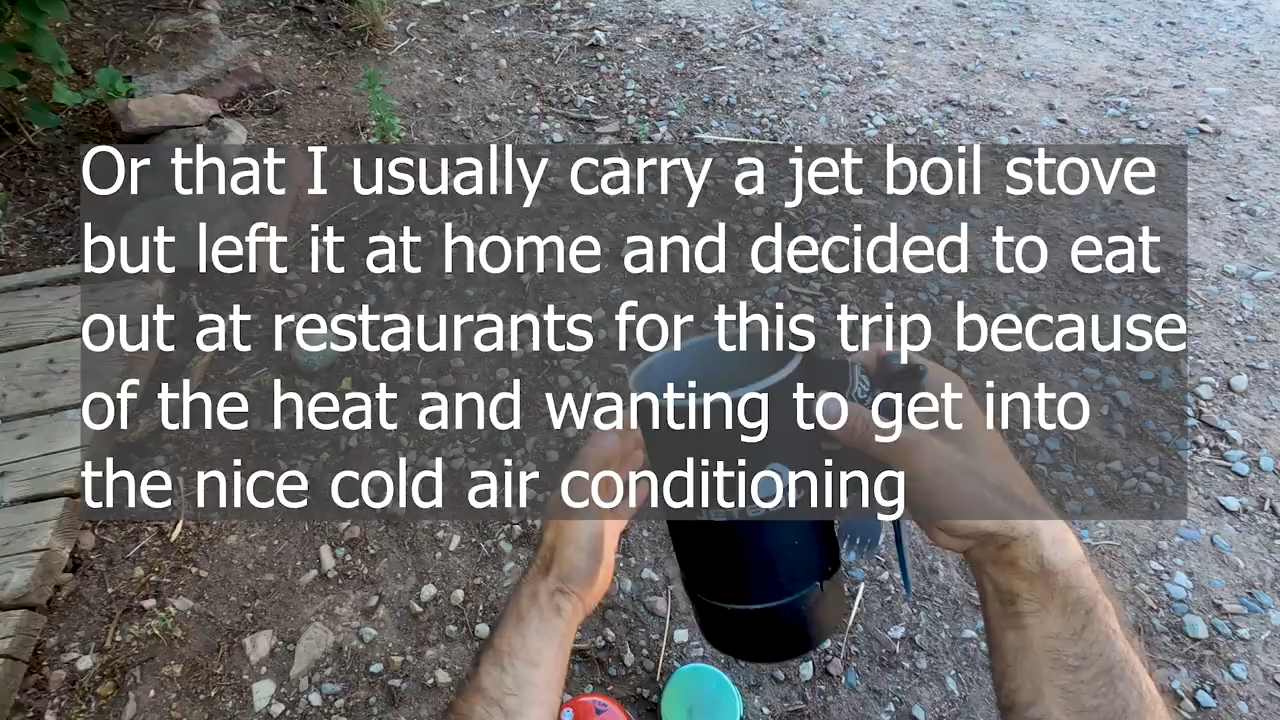 Or that I usually carry a jet boil stove
but left it at home and decided to eat
out at restaurants for this trip because
of the heat and wanting to get into
the nice cold air conditioning